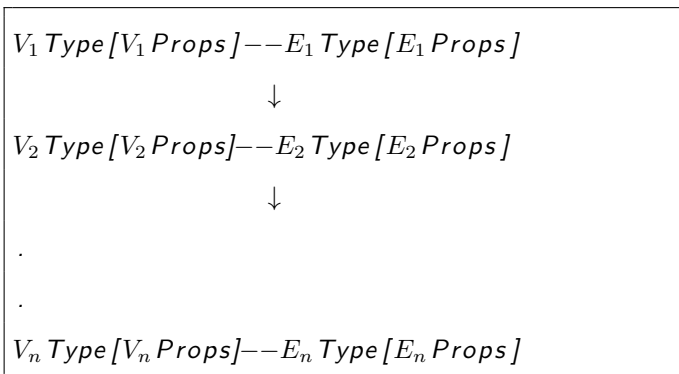 V₁ Type[V₁ Props]−−E₁ Type[E₁ Props]
↓
V₂ Type[V₂ Props]−−E₂ Type[E₂ Props]
↓
.
.
Vₙ Type[Vₙ Props]−−Eₙ Type[Eₙ Props]